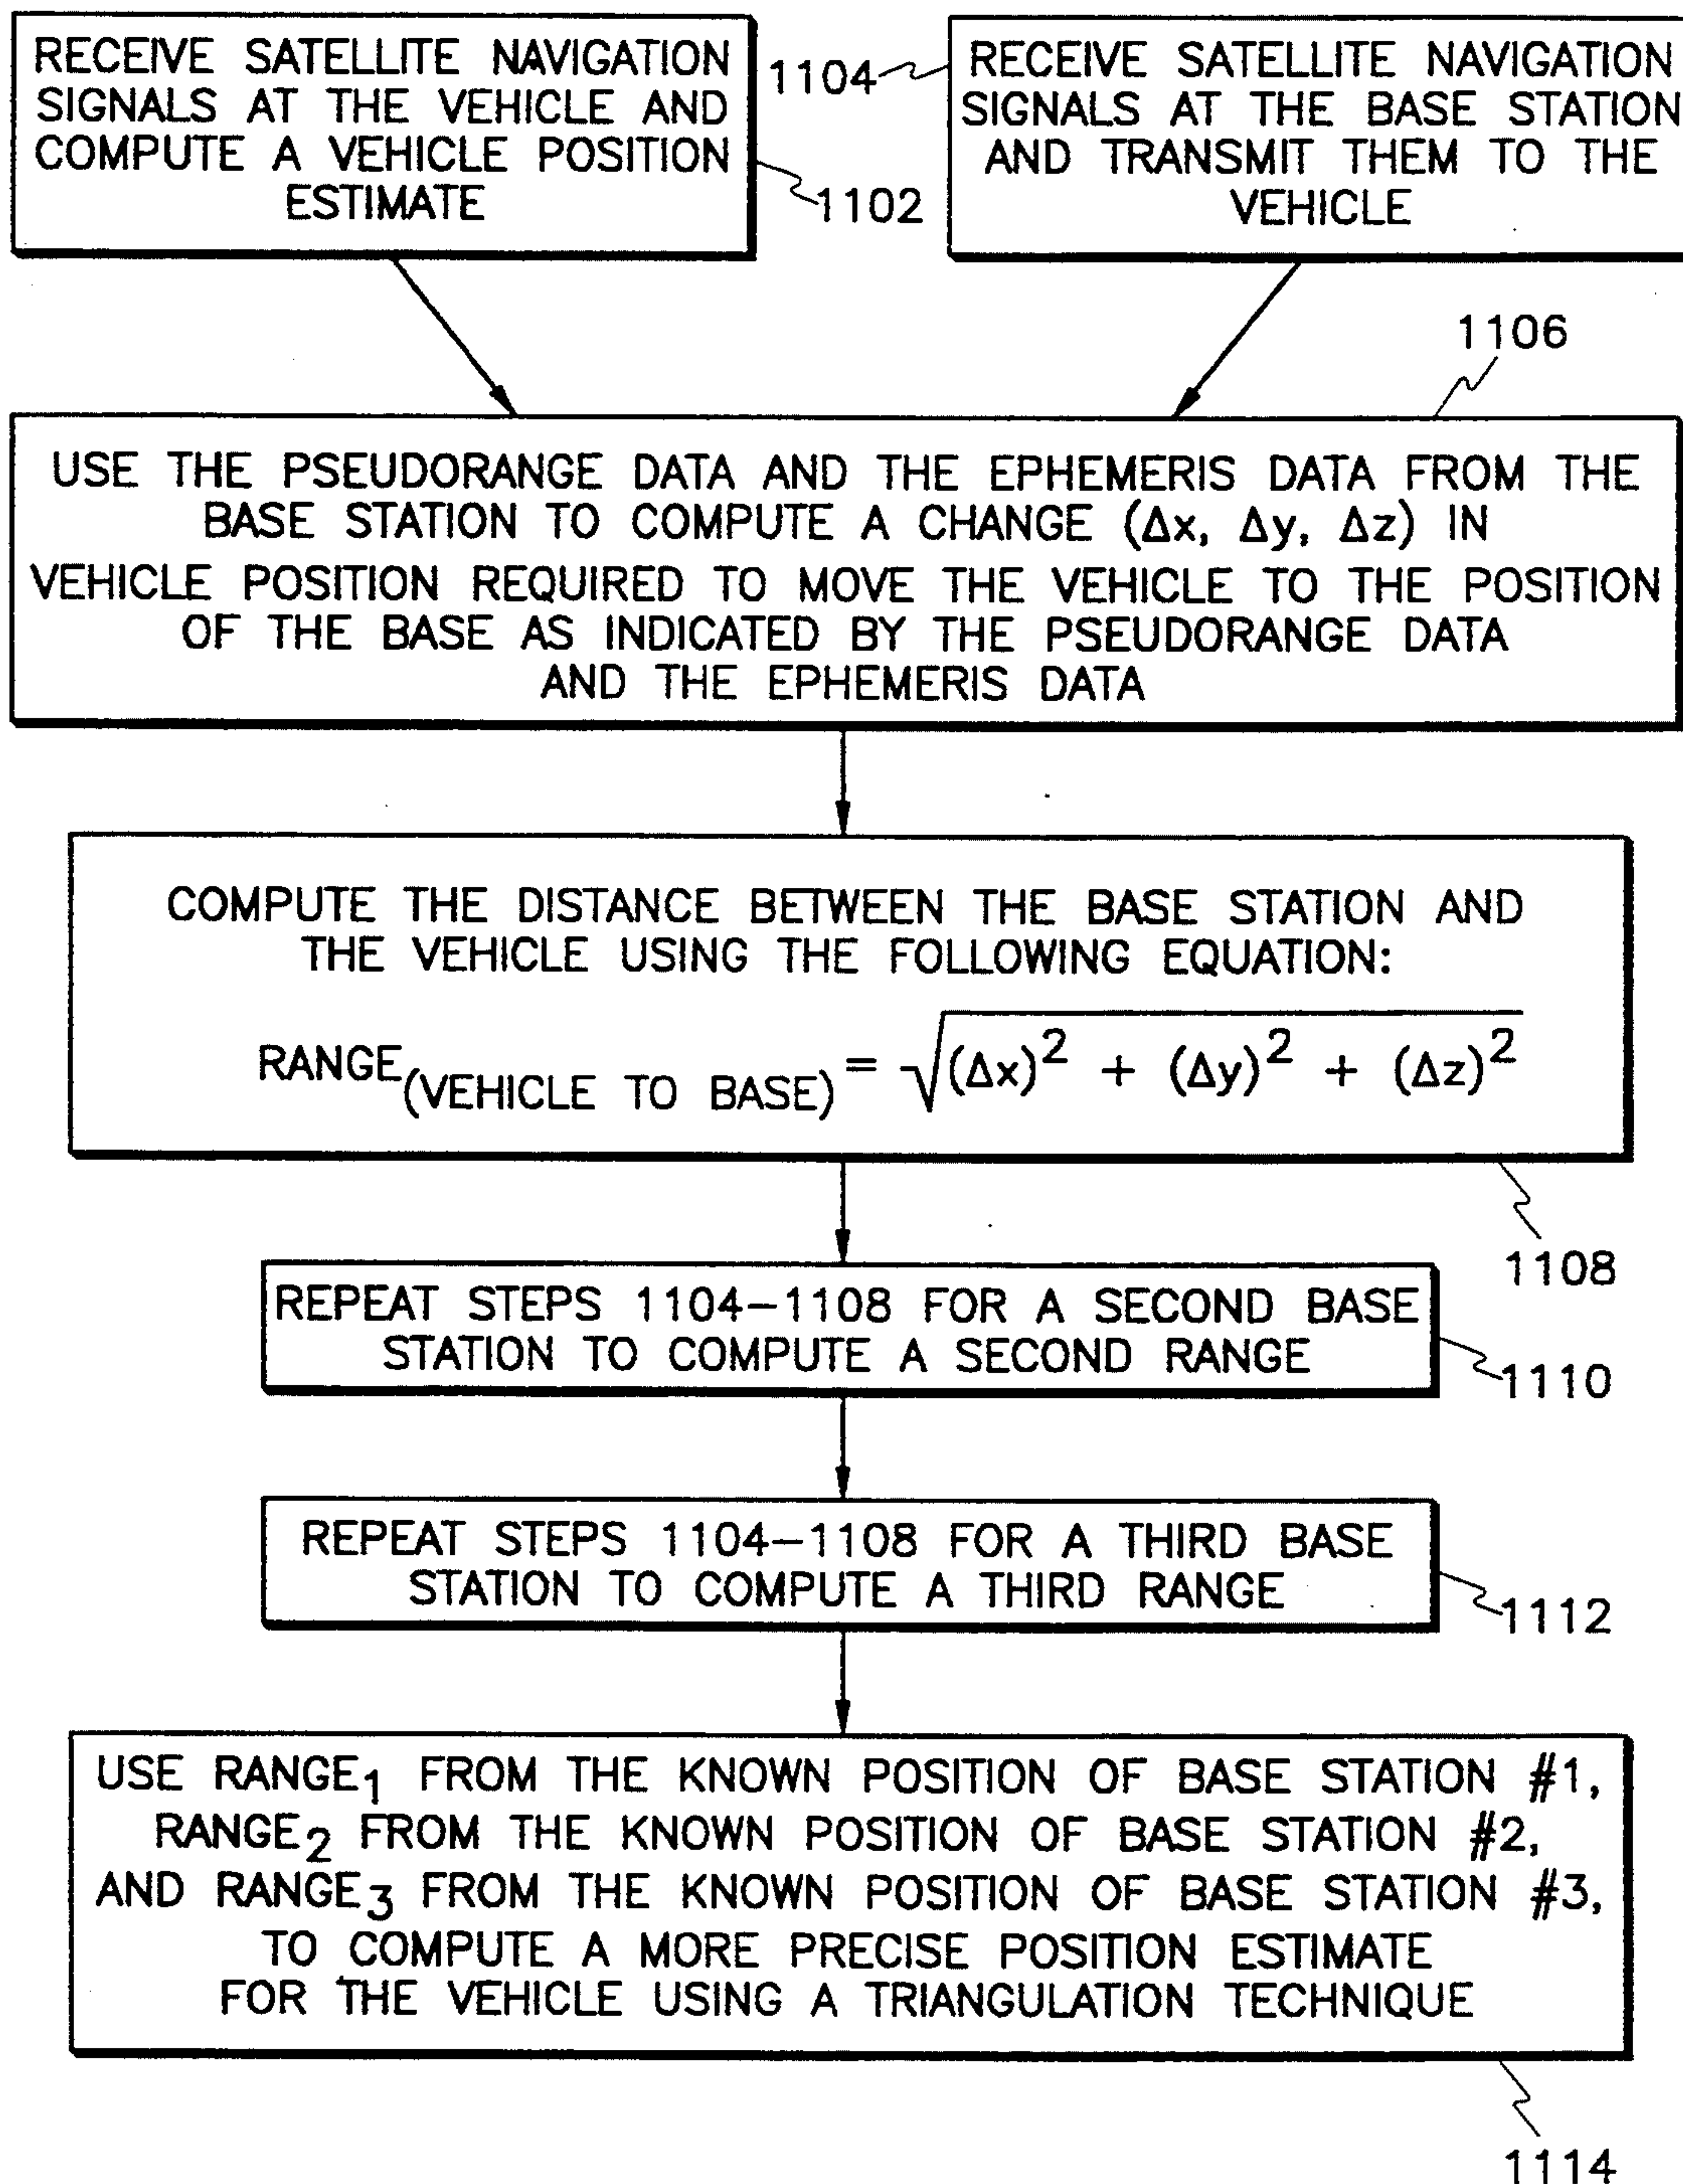 RECEIVE SATELLITE NAVIGATION
SIGNALS AT THE VEHICLE AND
COMPUTE A VEHICLE POSITION
ESTIMATE
1102
1104
RECEIVE SATELLITE NAVIGATION
SIGNALS AT THE BASE STATION
AND TRANSMIT THEM TO THE
VEHICLE
1106
USE THE PSEUDORANGE DATA AND THE EPHEMERIS DATA FROM THE
BASE STATION TO COMPUTE A CHANGE (Δx, Δy, Δz) IN
VEHICLE POSITION REQUIRED TO MOVE THE VEHICLE TO THE POSITION
OF THE BASE AS INDICATED BY THE PSEUDORANGE DATA
AND THE EPHEMERIS DATA
COMPUTE THE DISTANCE BETWEEN THE BASE STATION AND
THE VEHICLE USING THE FOLLOWING EQUATION:
RANGE(VEHICLE TO BASE) = √(Δx)² + (Δy)² + (Δz)²
1108
REPEAT STEPS 1104–1108 FOR A SECOND BASE
STATION TO COMPUTE A SECOND RANGE
1110
REPEAT STEPS 1104–1108 FOR A THIRD BASE
STATION TO COMPUTE A THIRD RANGE
1112
USE RANGE₁ FROM THE KNOWN POSITION OF BASE STATION #1,
RANGE₂ FROM THE KNOWN POSITION OF BASE STATION #2,
AND RANGE₃ FROM THE KNOWN POSITION OF BASE STATION #3,
TO COMPUTE A MORE PRECISE POSITION ESTIMATE
FOR THE VEHICLE USING A TRIANGULATION TECHNIQUE
1114